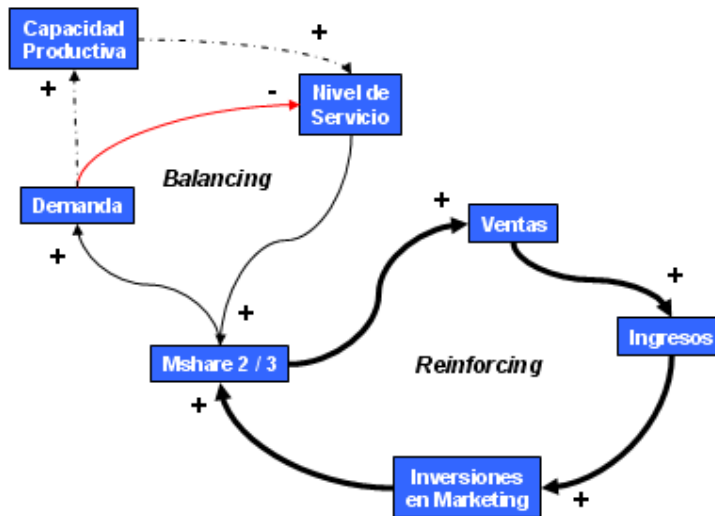 Capacidad
Productiva
+
+
+
-
Nivel de
Servicio
Balancing
Demanda
+
+
Ventas
+
+
Mshare 2 / 3
Reinforcing
Ingresos
+
Inversiones
en Marketing
+